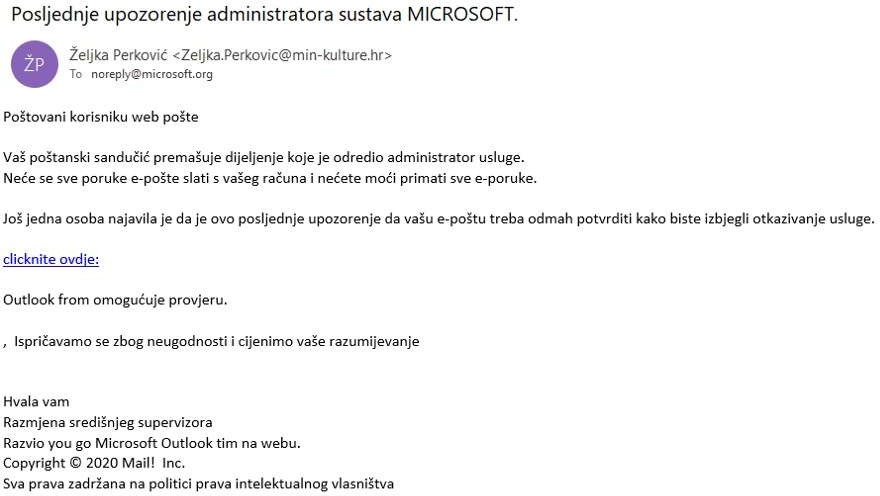 Posljednje upozorenje administratora sustava MICROSOFT.
ŽP
Željka Perković <Zeljka.Perkovic@min-kulture.hr>
To noreply@microsoft.org
Poštovani korisniku web pošte
Vaš poštanski sandučić premašuje dijeljenje koje je odredio administrator usluge.
Neće se sve poruke e-pošte slati s vašeg računa i nećete moći primati sve e-poruke.
Još jedna osoba najavila je da je ovo posljednje upozorenje da vašu e-poštu treba odmah potvrditi kako biste izbjegli otkazivanje usluge.
clicknite ovdje:
Outlook from omogućuje provjeru.
, Ispričavamo se zbog neugodnosti i cijenimo vaše razumijevanje
Hvala vam
Razmjena središnjeg supervizora
Razvio you go Microsoft Outlook tim na webu.
Copyright © 2020 Mail! Inc.
Sva prava zadržana na politici prava intelektualnog vlasništva